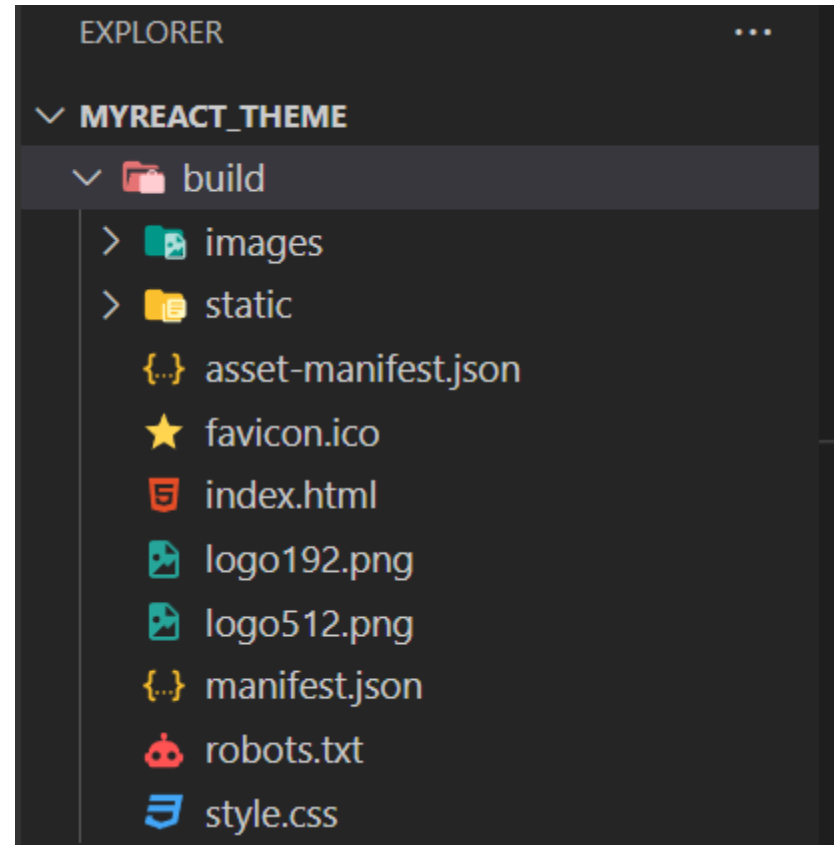 EXPLORER
MYREACT_THEME
build
images
static
asset-manifest.json
favicon.ico
index.html
logo192.png
logo512.png
manifest.json
robots.txt
style.css